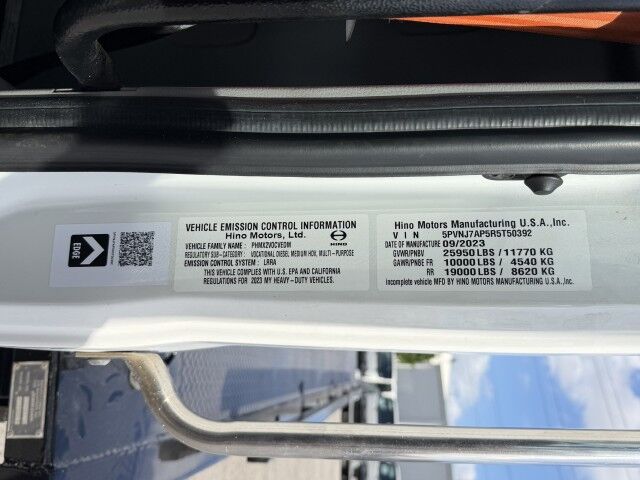 EDGE
VEHICLE EMISSION CONTROL INFORMATION
Hino Motors, Ltd.
HINO
VEHICLE FAMILY NAME : PHMX2VOCVEDM
REGULATORY SUB-CATEGORY : VOCATIONAL DIESEL MEDIUM HDV, MULTI-PURPOSE
EMISSION CONTROL SYSTEM : LRRA
THIS VEHICLE COMPLIES WITH U.S. EPA AND CALIFORNIA
REGULATIONS FOR 2023 MY HEAVY-DUTY VEHICLES.
Hino Motors Manufacturing U.S.A.,Inc.
V I N 5PVNJ7AP5R5T50392
DATE OF MANUFACTURE 09/2023
GVWR/PNBV 25950 LBS / 11770 KG
GAWR/PNBE FR 10000 LBS / 4540 KG
RR 19000 LBS / 8620 KG
incomplete vehicle MFD by HINO MOTORS MANUFACTURING U.S.A.,INC.